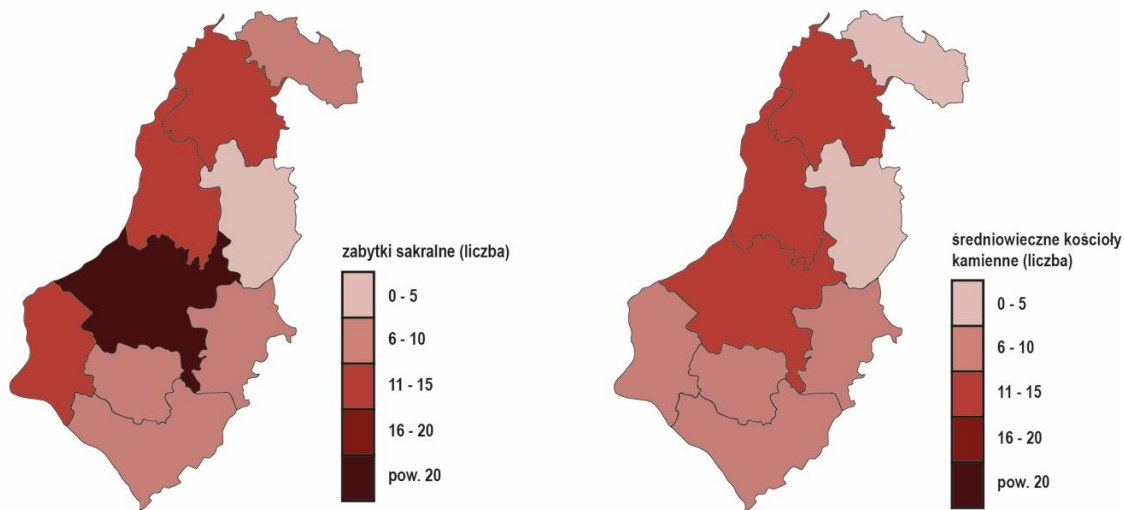 zabytki sakralne (liczba)
0 - 5
6 - 10
11 - 15
16 - 20
pow. 20
średniowieczne kościoły
kamienne (liczba)
0 - 5
6 - 10
11 - 15
16 - 20
pow. 20